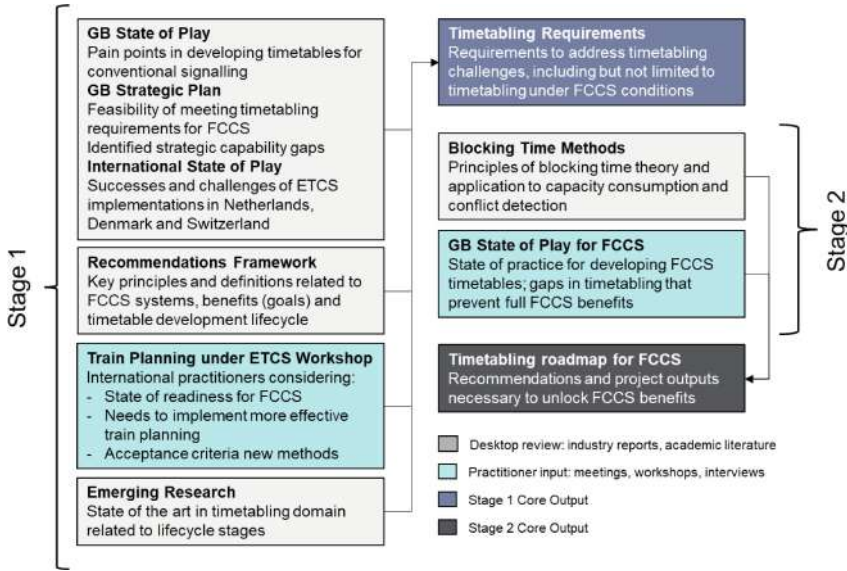 Stage 1
GB State of Play
Pain points in developing timetables for
conventional signalling
GB Strategic Plan
Feasibility of meeting timetabling
requirements for FCCS
Identified strategic capability gaps
International State of Play
Successes and challenges of ETCS
implementations in Netherlands,
Denmark and Switzerland
Recommendations Framework
Key principles and definitions related to
FCCS systems, benefits (goals) and
timetable development lifecycle
Train Planning under ETCS Workshop
International practitioners considering:
- State of readiness for FCCS
- Needs to implement more effective
train planning
- Acceptance criteria new methods
Emerging Research
State of the art in timetabling domain
related to lifecycle stages
Timetabling Requirements
Requirements to address timetabling
challenges, including but not limited to
timetabling under FCCS conditions
Blocking Time Methods
Principles of blocking time theory and
application to capacity consumption and
conflict detection
GB State of Play for FCCS
State of practice for developing FCCS
timetables; gaps in timetabling that
prevent full FCCS benefits
Stage 2
Timetabling roadmap for FCCS
Recommendations and project outputs
necessary to unlock FCCS benefits
Desktop review: industry reports, academic literature
Practitioner input: meetings, workshops, interviews
Stage 1 Core Output
Stage 2 Core Output